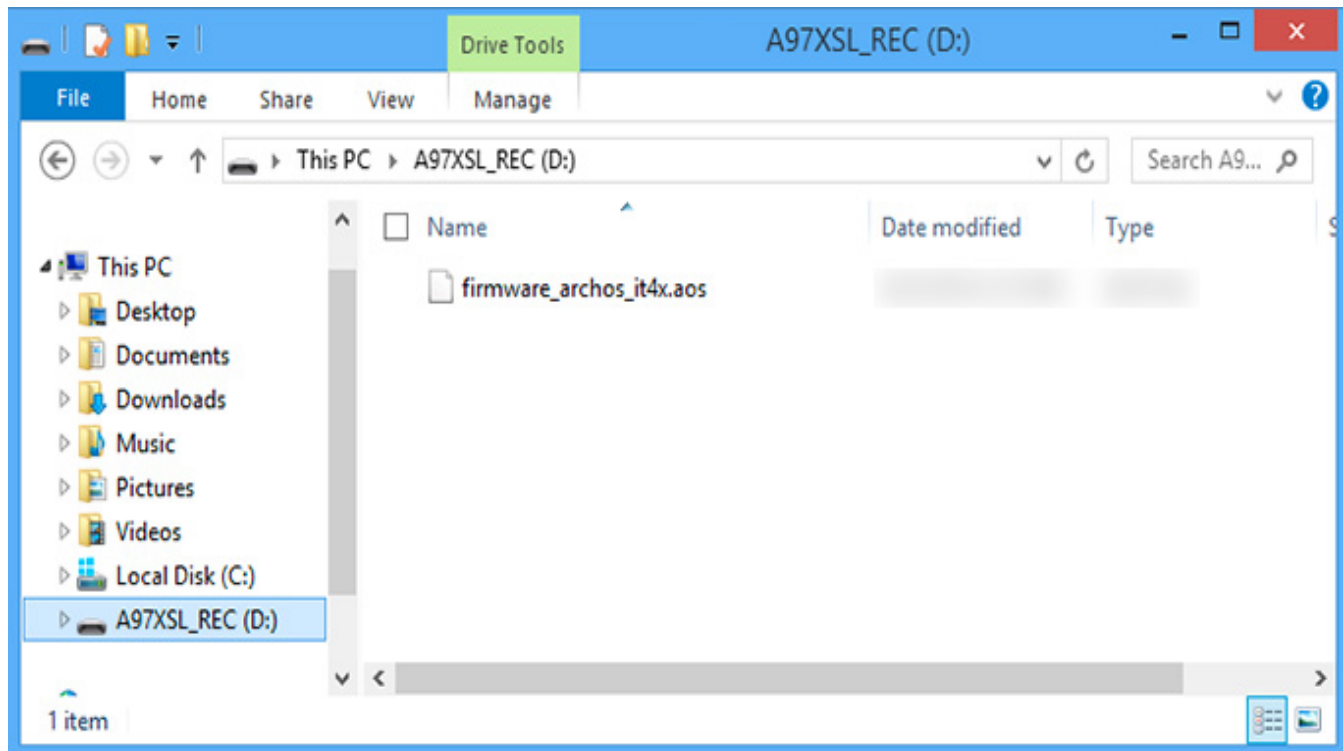 Drive Tools
A97XSL_REC (D:)
File Home Share View Manage
This PC A97XSL_REC (D:)
Search A9...
Name Date modified Type
firmware_archos_it4x.aos
This PC
Desktop
Documents
Downloads
Music
Pictures
Videos
Local Disk (C:)
A97XSL_REC (D:)
1 item